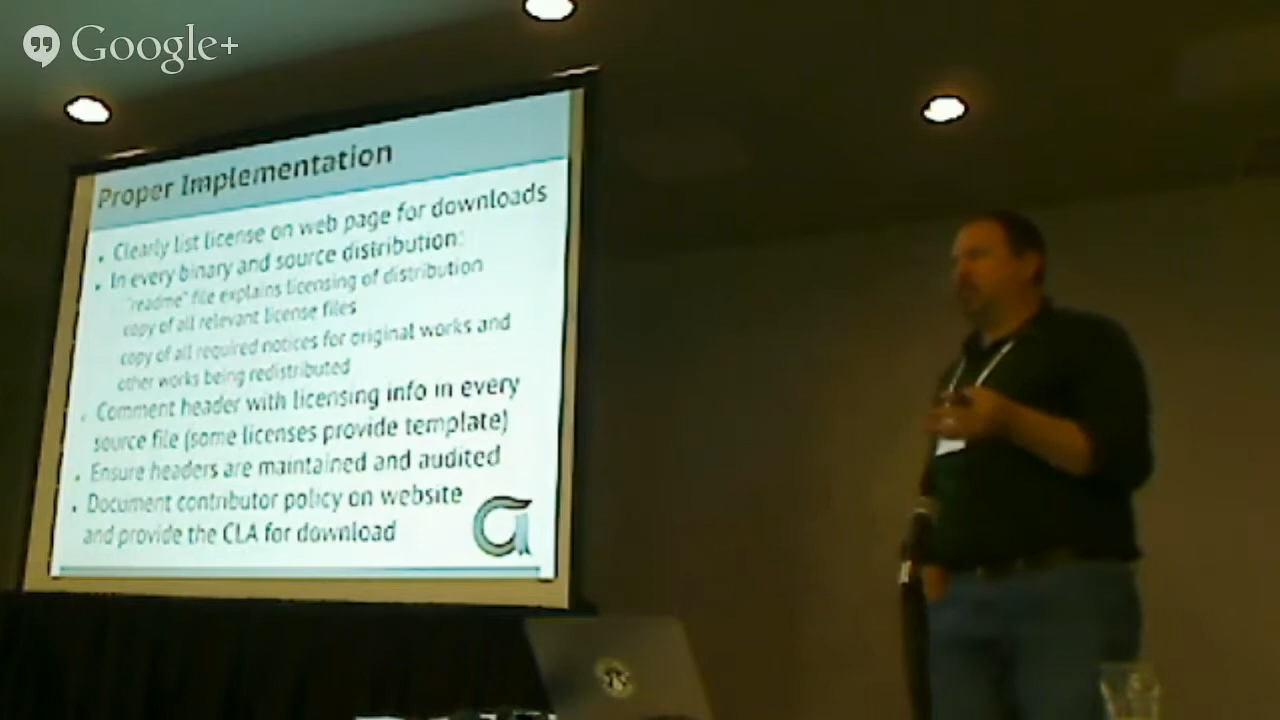 Google+
Proper Implementation
Clearly list license on web page for downloads
In every binary and source distribution:
"readme" file explains licensing of distribution
copy of all relevant license files
copy of all required notices for original works and
other works being redistributed
Comment header with licensing info in every
source file (some licenses provide template)
Ensure headers are maintained and audited
Document contributor policy on website
and provide the CLA for download